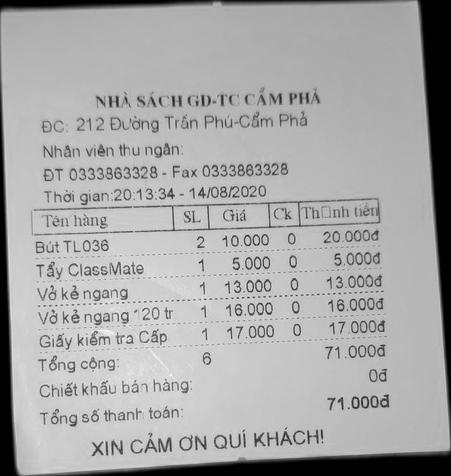 NHÀ SÁCH GD-TC CẨM PHẢ
ĐC: 212 Đường Trần Phú-Cẩm Phả
Nhân viên thu ngân:
ĐT 0333863328 - Fax 0333863328
Thời gian:20:13:34 - 14/08/2020
Tên hàng SL Giá Ck Th□nh tiền
Bút TL036 2 10.000 0 20.000đ
Tẩy ClassMate 1 5.000 0 5.000đ
Vở kẻ ngang 1 13.000 0 13.000đ
Vở kẻ ngang 120 tr 1 16.000 0 16.000đ
Giấy kiểm tra Cấp 1 17.000 0 17.000đ
Tổng cộng: 6 71.000đ
Chiết khấu bán hàng: 0đ
Tổng số thanh toán: 71.000đ
XIN CẢM ƠN QUÍ KHÁCH!